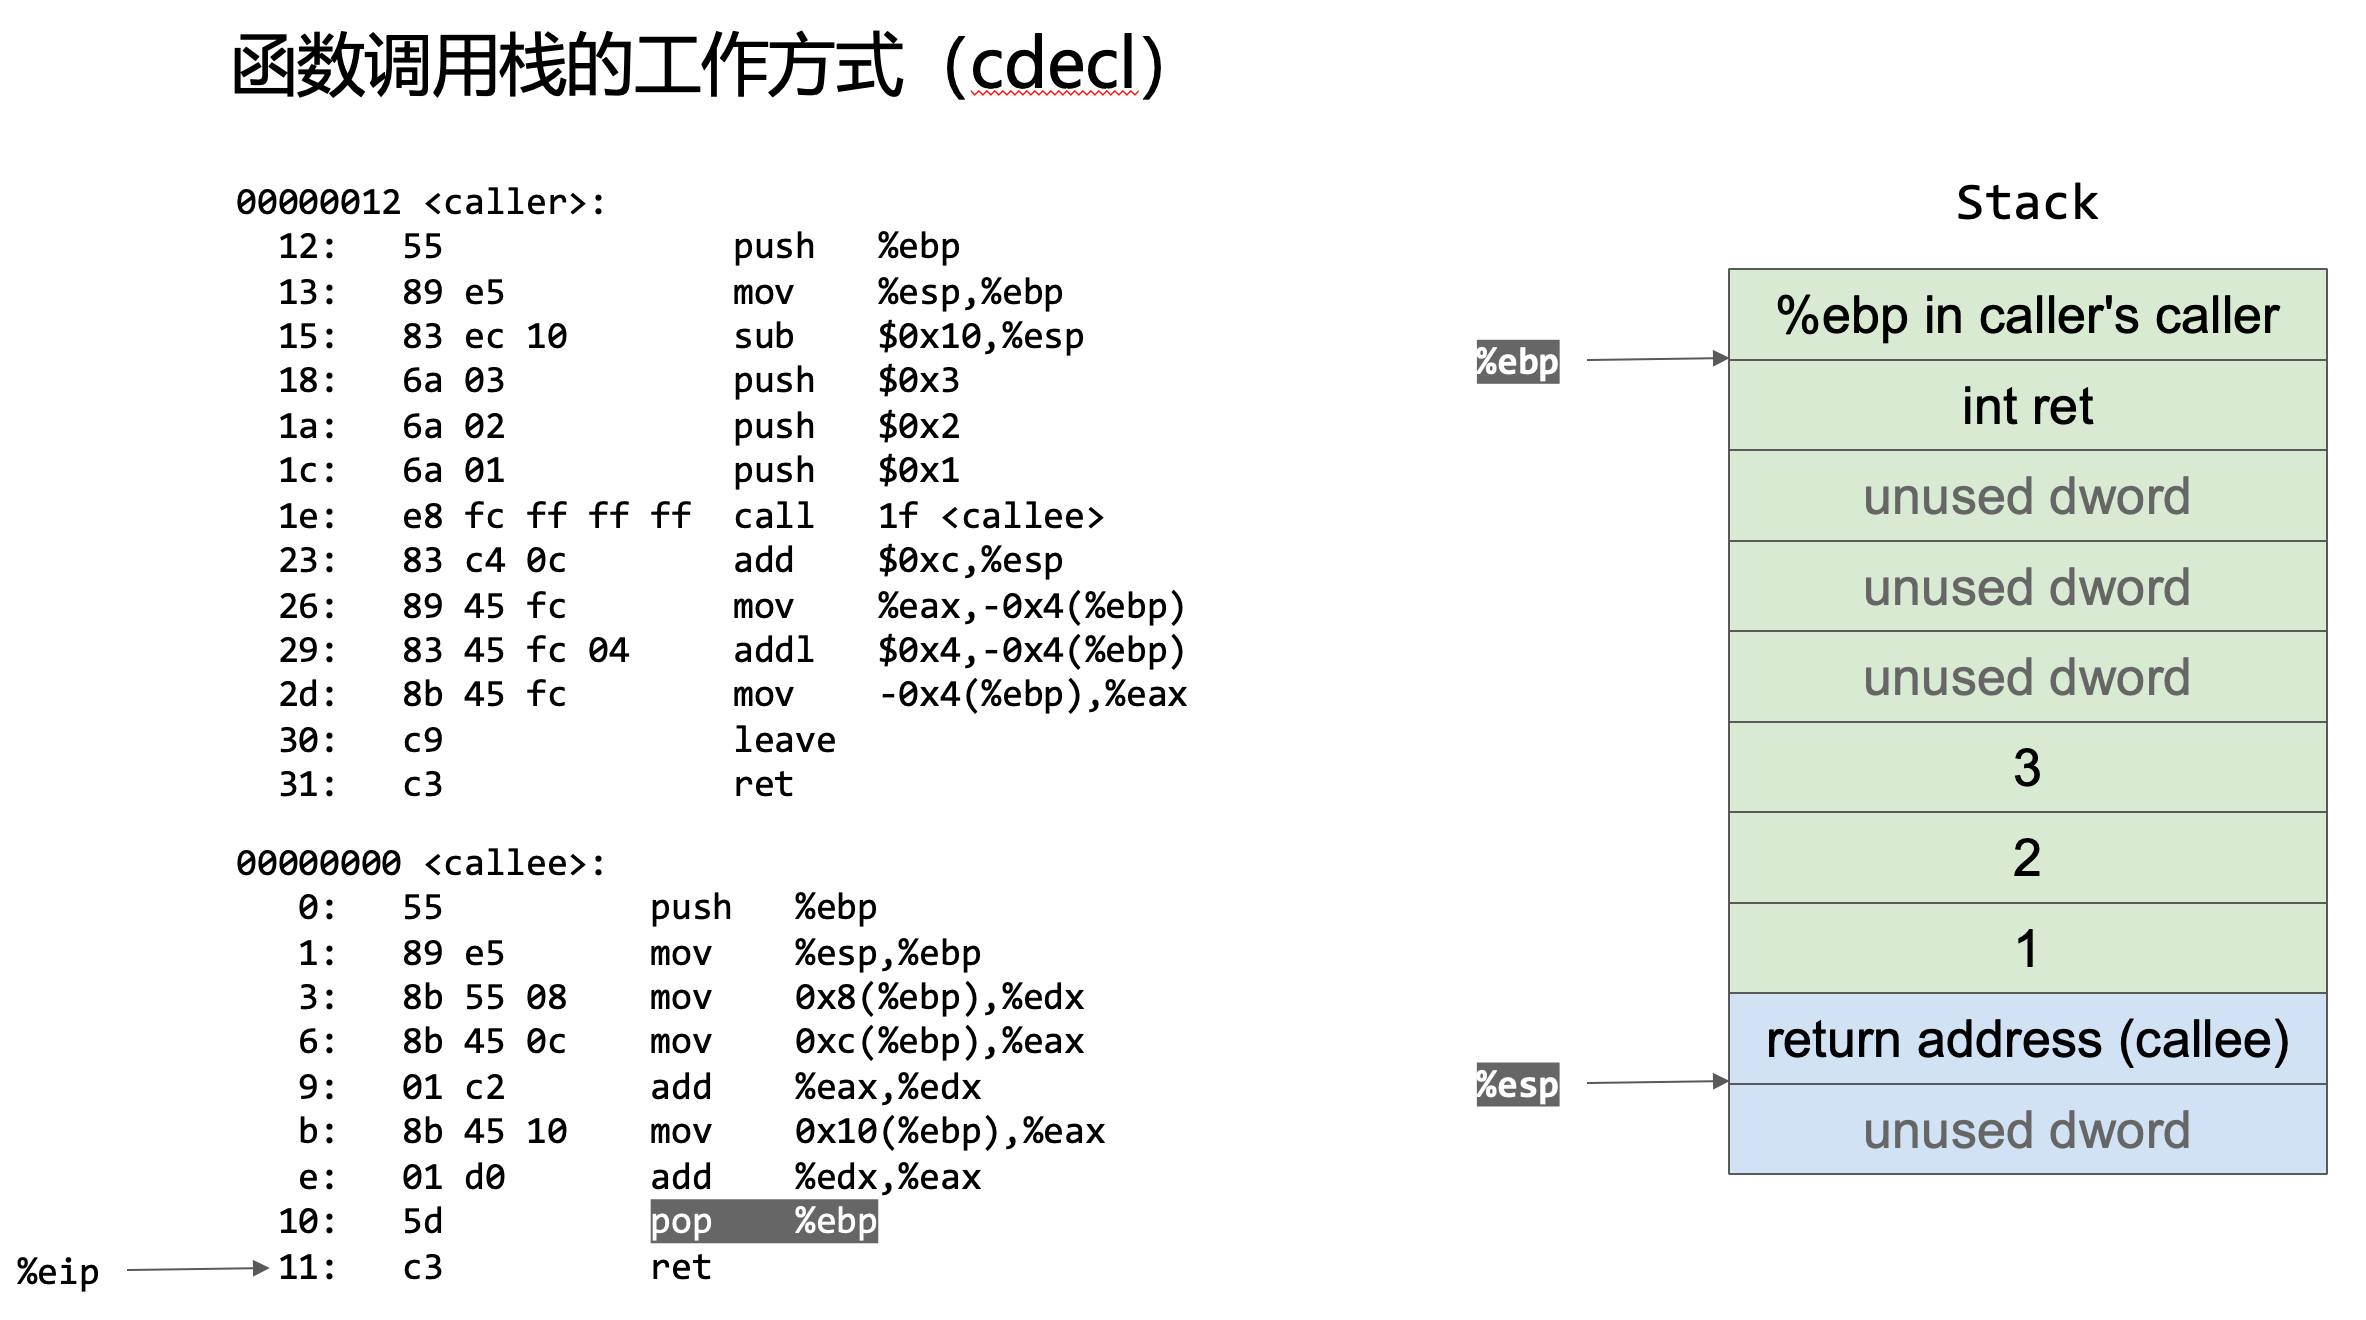 函数调用栈的工作方式（cdecl）
00000012 <caller>:
12: 55 push %ebp
13: 89 e5 mov %esp,%ebp
15: 83 ec 10 sub $0x10,%esp
18: 6a 03 push $0x3
1a: 6a 02 push $0x2
1c: 6a 01 push $0x1
1e: e8 fc ff ff ff call 1f <callee>
23: 83 c4 0c add $0xc,%esp
26: 89 45 fc mov %eax,-0x4(%ebp)
29: 83 45 fc 04 addl $0x4,-0x4(%ebp)
2d: 8b 45 fc mov -0x4(%ebp),%eax
30: c9 leave
31: c3 ret
00000000 <callee>:
0: 55 push %ebp
1: 89 e5 mov %esp,%ebp
3: 8b 55 08 mov 0x8(%ebp),%edx
6: 8b 45 0c mov 0xc(%ebp),%eax
9: 01 c2 add %eax,%edx
b: 8b 45 10 mov 0x10(%ebp),%eax
e: 01 d0 add %edx,%eax
10: 5d pop %ebp
%eip
11: c3 ret
Stack
%ebp in caller's caller
%ebp
int ret
unused dword
unused dword
unused dword
3
2
1
return address (callee)
%esp
unused dword